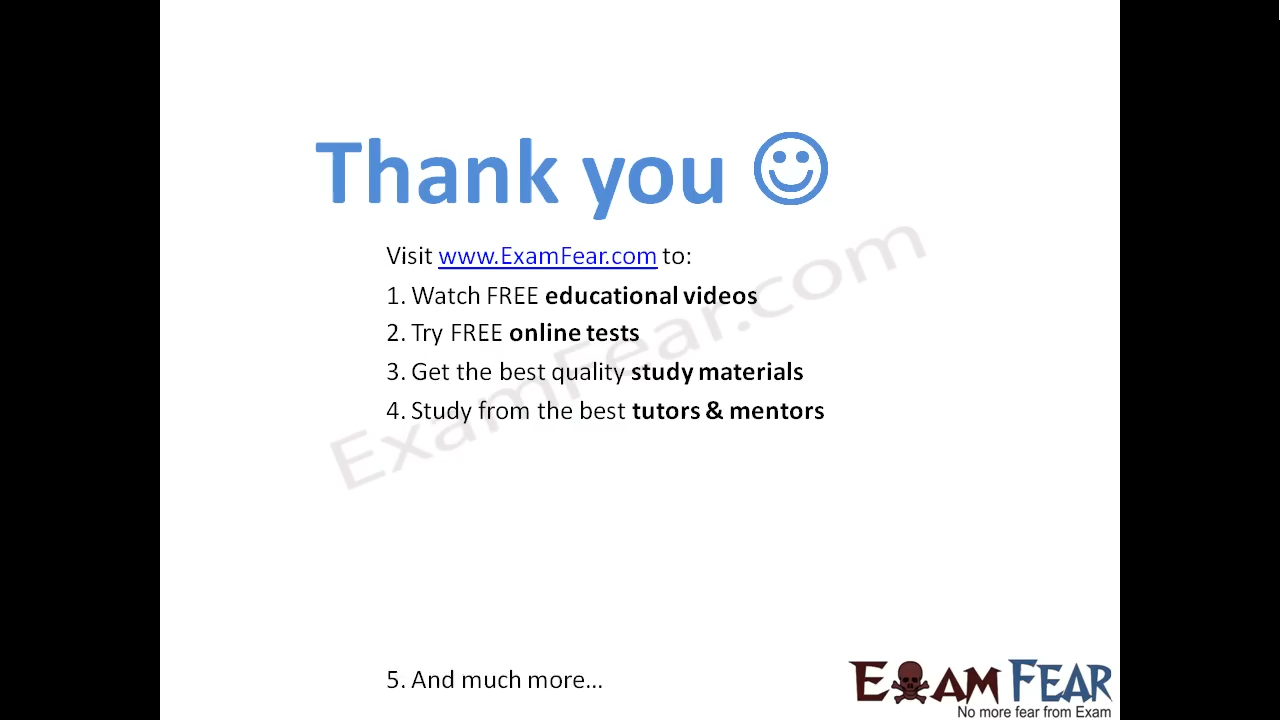 Thank you ☺
Visit www.ExamFear.com to:
1. Watch FREE educational videos
2. Try FREE online tests
3. Get the best quality study materials
4. Study from the best tutors & mentors
ExamFear.com
5. And much more...
EXAM FEAR
No more fear from Exam